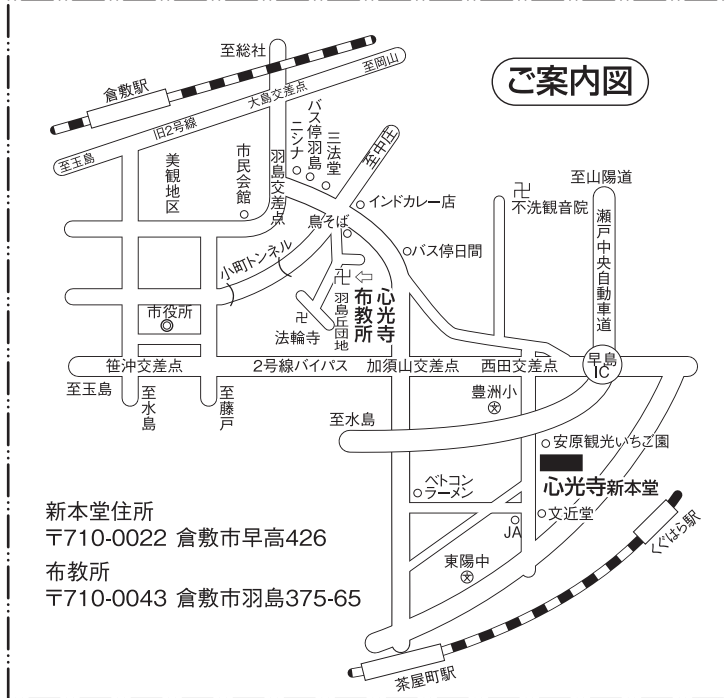 ご案内図
至総社
至岡山
倉敷駅
大島交差点
旧2号線
至玉島
美観地区
市民会館
羽島交差点
ニシナ
バス停羽島
三法堂
至中庄
インドカレー店
鳥そば
バス停日間
卍
不洗観音院
至山陽道
瀬戸中央自動車道
小町トンネル
卍⇦
心光寺
布教所
羽島丘団地
卍
法輪寺
市役所
笹沖交差点
2号線バイパス
加須山交差点
西田交差点
早島
IC
至玉島
至水島
至藤戸
豊洲小
至水島
安原観光いちご園
心光寺新本堂
ベトコン
ラーメン
文近堂
JA
東陽中
くぐはら駅
茶屋町駅
新本堂住所
〒710-0022 倉敷市早高426
布教所
〒710-0043 倉敷市羽島375-65